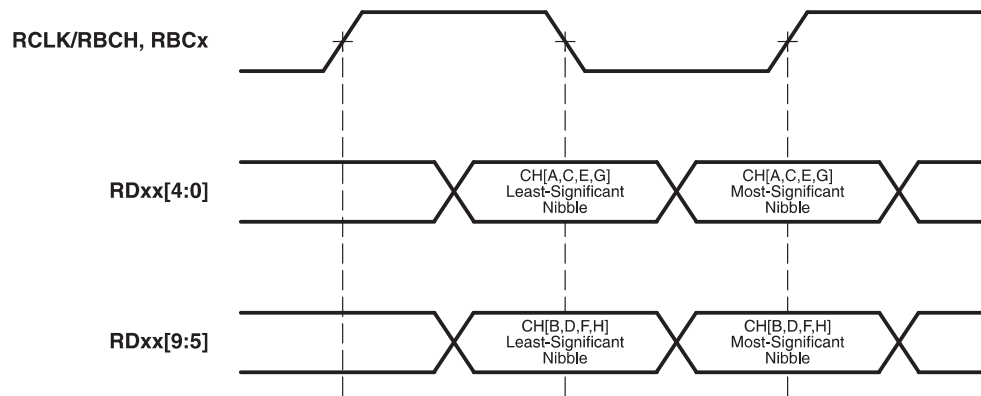 RCLK/RBCH, RBCx
RDxx[4:0]
CH[A,C,E,G]
Least-Significant
Nibble
CH[A,C,E,G]
Most-Significant
Nibble
RDxx[9:5]
CH[B,D,F,H]
Least-Significant
Nibble
CH[B,D,F,H]
Most-Significant
Nibble